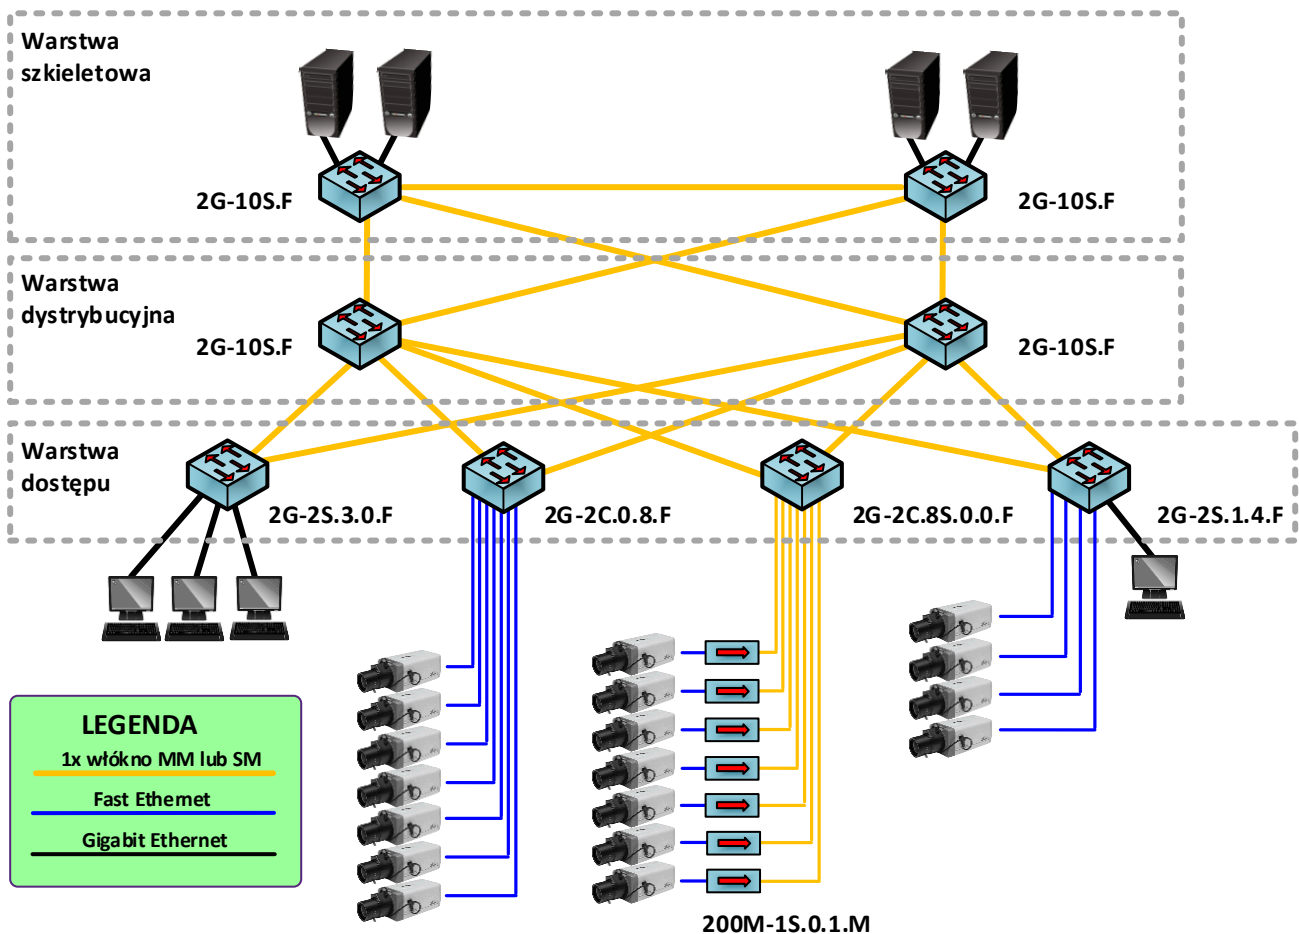 Warstwa
szkieletowa
2G-10S.F
2G-10S.F
Warstwa
dystrybucyjna
2G-10S.F
2G-10S.F
Warstwa
dostępu
2G-2S.3.0.F
2G-2C.0.8.F
2G-2C.8S.0.0.F
2G-2S.1.4.F
LEGENDA
1x włókno MM lub SM
Fast Ethernet
Gigabit Ethernet
200M-1S.0.1.M